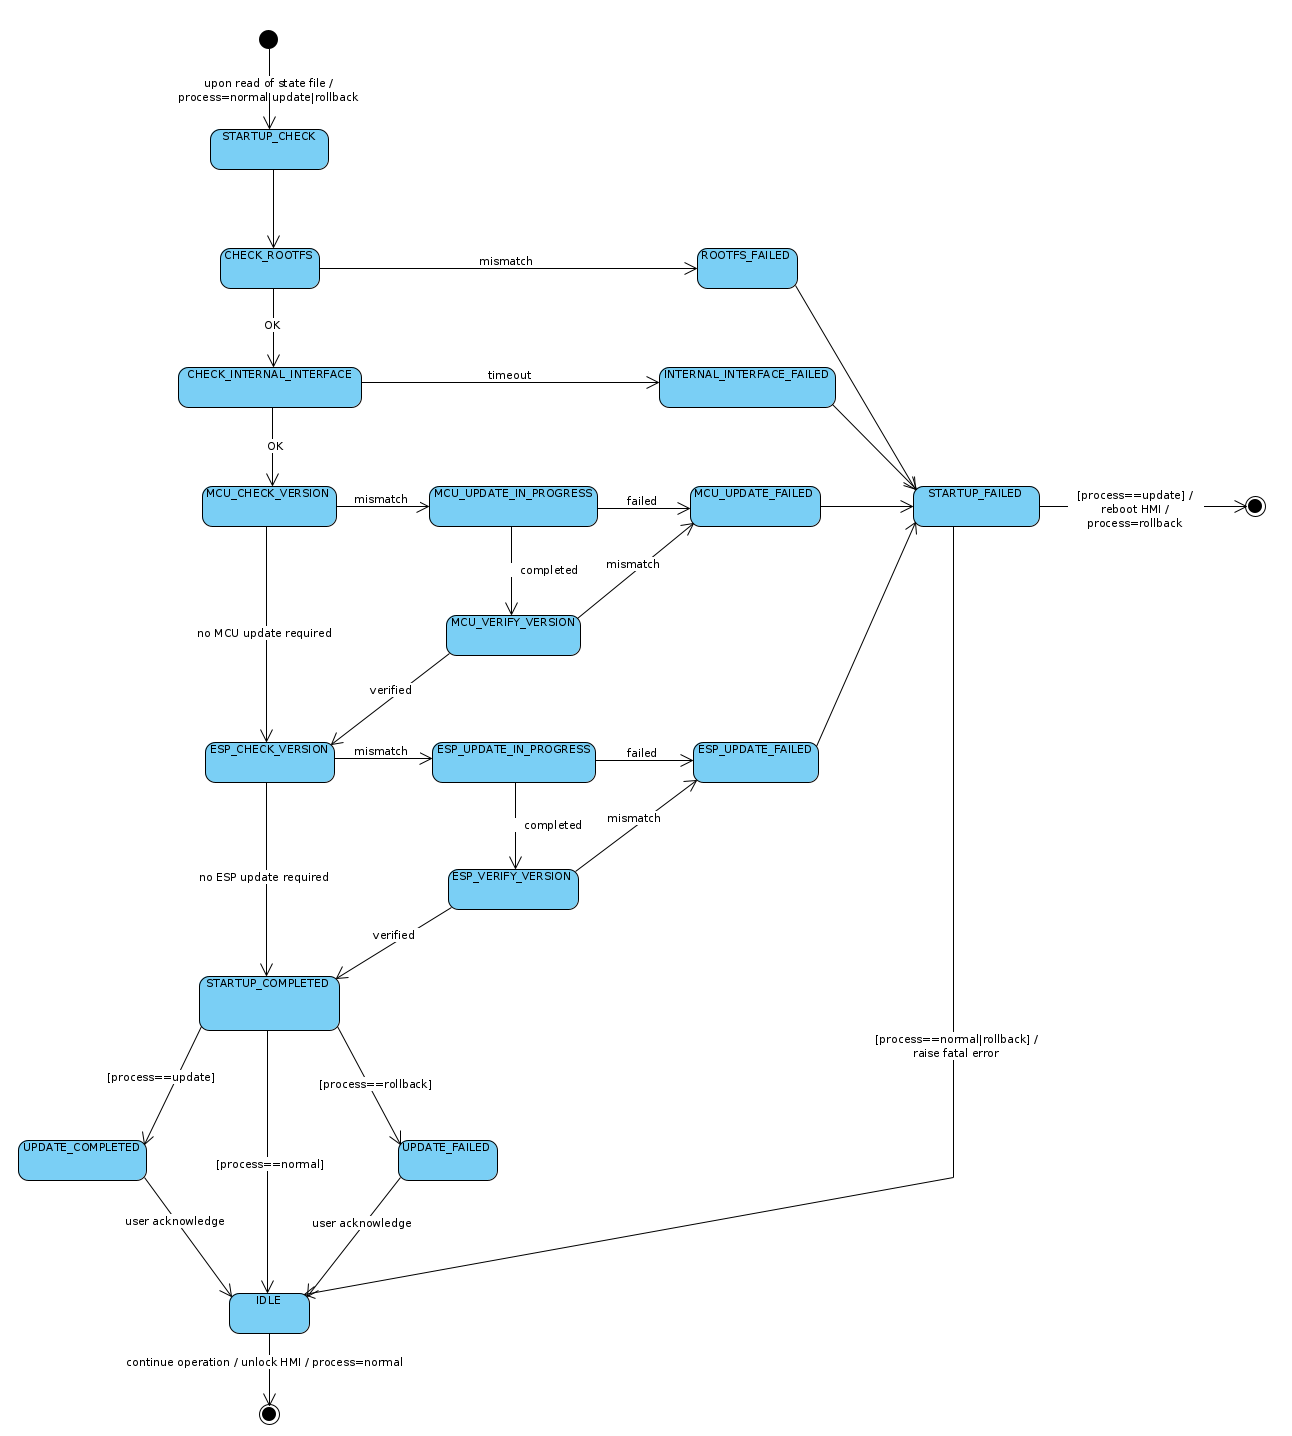 upon read of state file /
process=normal|update|rollback
STARTUP_CHECK
CHECK_ROOTFS
mismatch
ROOTFS_FAILED
OK
CHECK_INTERNAL_INTERFACE
timeout
INTERNAL_INTERFACE_FAILED
OK
MCU_CHECK_VERSION
mismatch
MCU_UPDATE_IN_PROGRESS
failed
MCU_UPDATE_FAILED
STARTUP_FAILED
[process==update] /
reboot HMI /
process=rollback
completed
mismatch
MCU_VERIFY_VERSION
no MCU update required
verified
ESP_CHECK_VERSION
mismatch
ESP_UPDATE_IN_PROGRESS
failed
ESP_UPDATE_FAILED
completed
mismatch
ESP_VERIFY_VERSION
no ESP update required
verified
STARTUP_COMPLETED
[process==normal|rollback] /
raise fatal error
[process==update]
[process==rollback]
UPDATE_COMPLETED
UPDATE_FAILED
[process==normal]
user acknowledge
user acknowledge
IDLE
continue operation / unlock HMI / process=normal